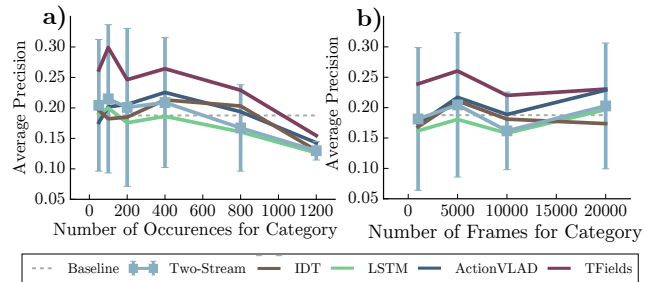 a)
b)
0.30
0.25
0.20
0.15
0.10
0.05
Average Precision
0 200 400 600 800 1000 1200
Number of Occurences for Category
0.30
0.25
0.20
0.15
0.10
0.05
Average Precision
0 5000 10000 15000 20000
Number of Frames for Category
Baseline Two-Stream IDT LSTM ActionVLAD TFields